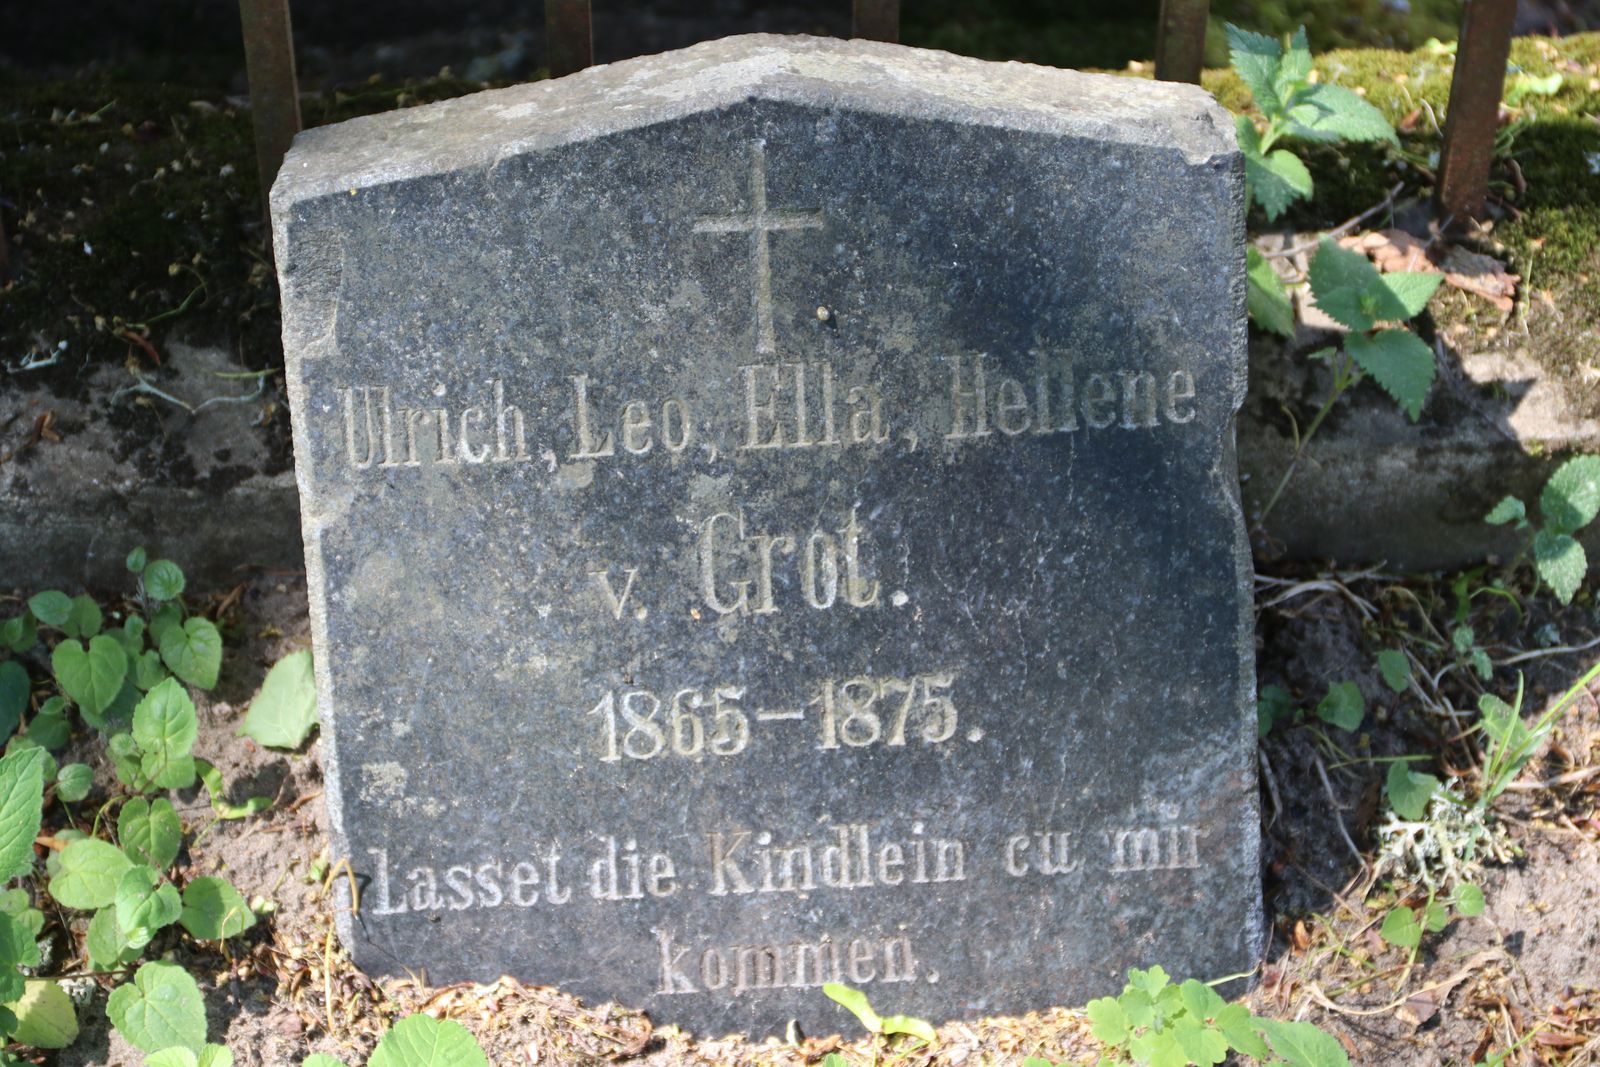 Ulrich, Leo, Ella, Hellene
v. Grot.
1865–1875.
Lasset die Kindlein cu mir
kommen.